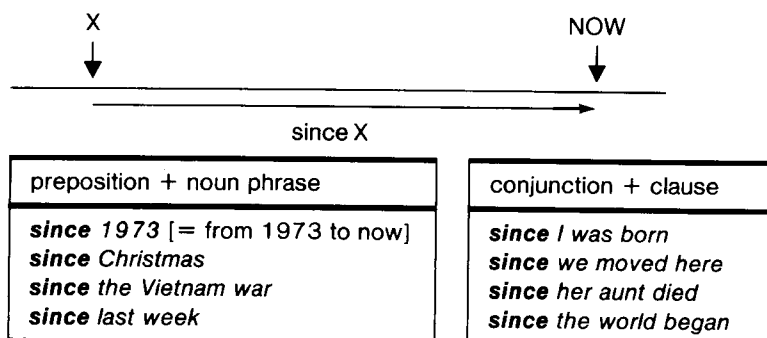 X NOW
since X
preposition + noun phrase
since 1973 [= from 1973 to now]
since Christmas
since the Vietnam war
since last week
conjunction + clause
since I was born
since we moved here
since her aunt died
since the world began